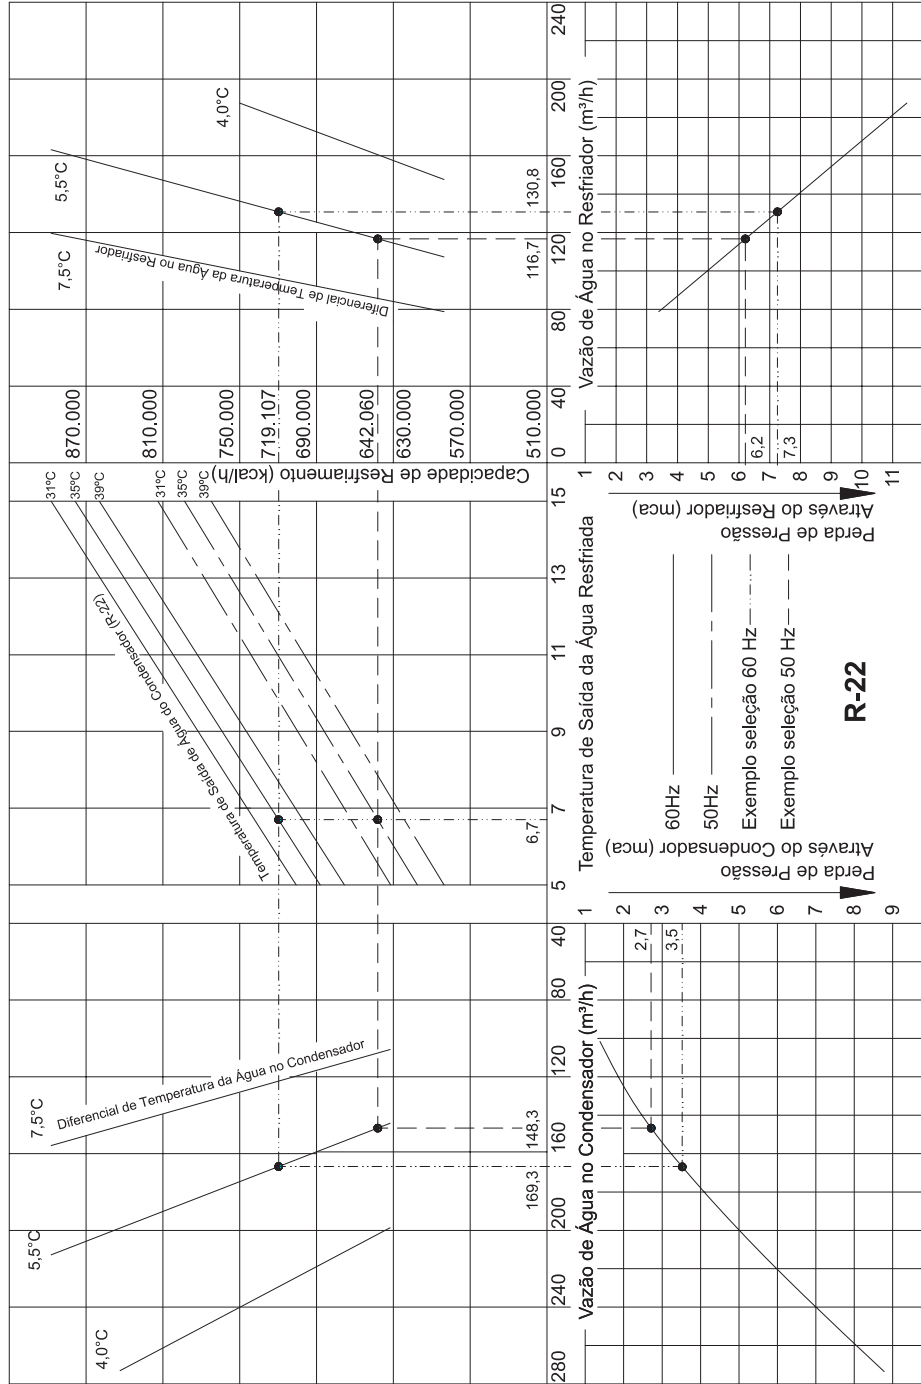 7,5°C
5,5°C
4,0°C
Diferencial de Temperatura da Água no Condensador
169,3
148,3
280
240
200
160
120
80
40
Vazão de Água no Condensador (m³/h)
31ºC
35ºC
39ºC
31ºC
35ºC
39ºC
Temperatura de Saída de Água do Condensador (R-22)
6,7
5
7
9
11
13
15
Temperatura de Saída da Água Resfriada
Capacidade de Resfriamento (kcal/h)
870.000
810.000
750.000
719.107
690.000
642.060
630.000
570.000
510.000
7,5°C
5,5°C
4,0°C
Diferencial de Temperatura da Água no Resfriador
116,7
130,8
0
40
80
120
160
200
240
Vazão de Água no Resfriador (m³/h)
1
2
3
4
5
6
7
8
9
2,7
3,5
Perda de Pressão
Através do Condensador (mca)
60Hz
50Hz
Exemplo seleção 60 Hz
Exemplo seleção 50 Hz
R-22
Perda de Pressão
Através do Resfriador (mca)
1
2
3
4
5
6
7
8
9
10
11
6,2
7,3